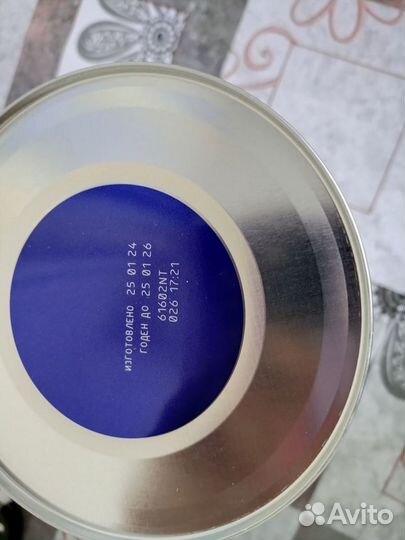 ИЗГОТОВЛЕНО 25 01 24
ГОДЕН ДО 25 01 26
61602NT
026 17:21
Avito